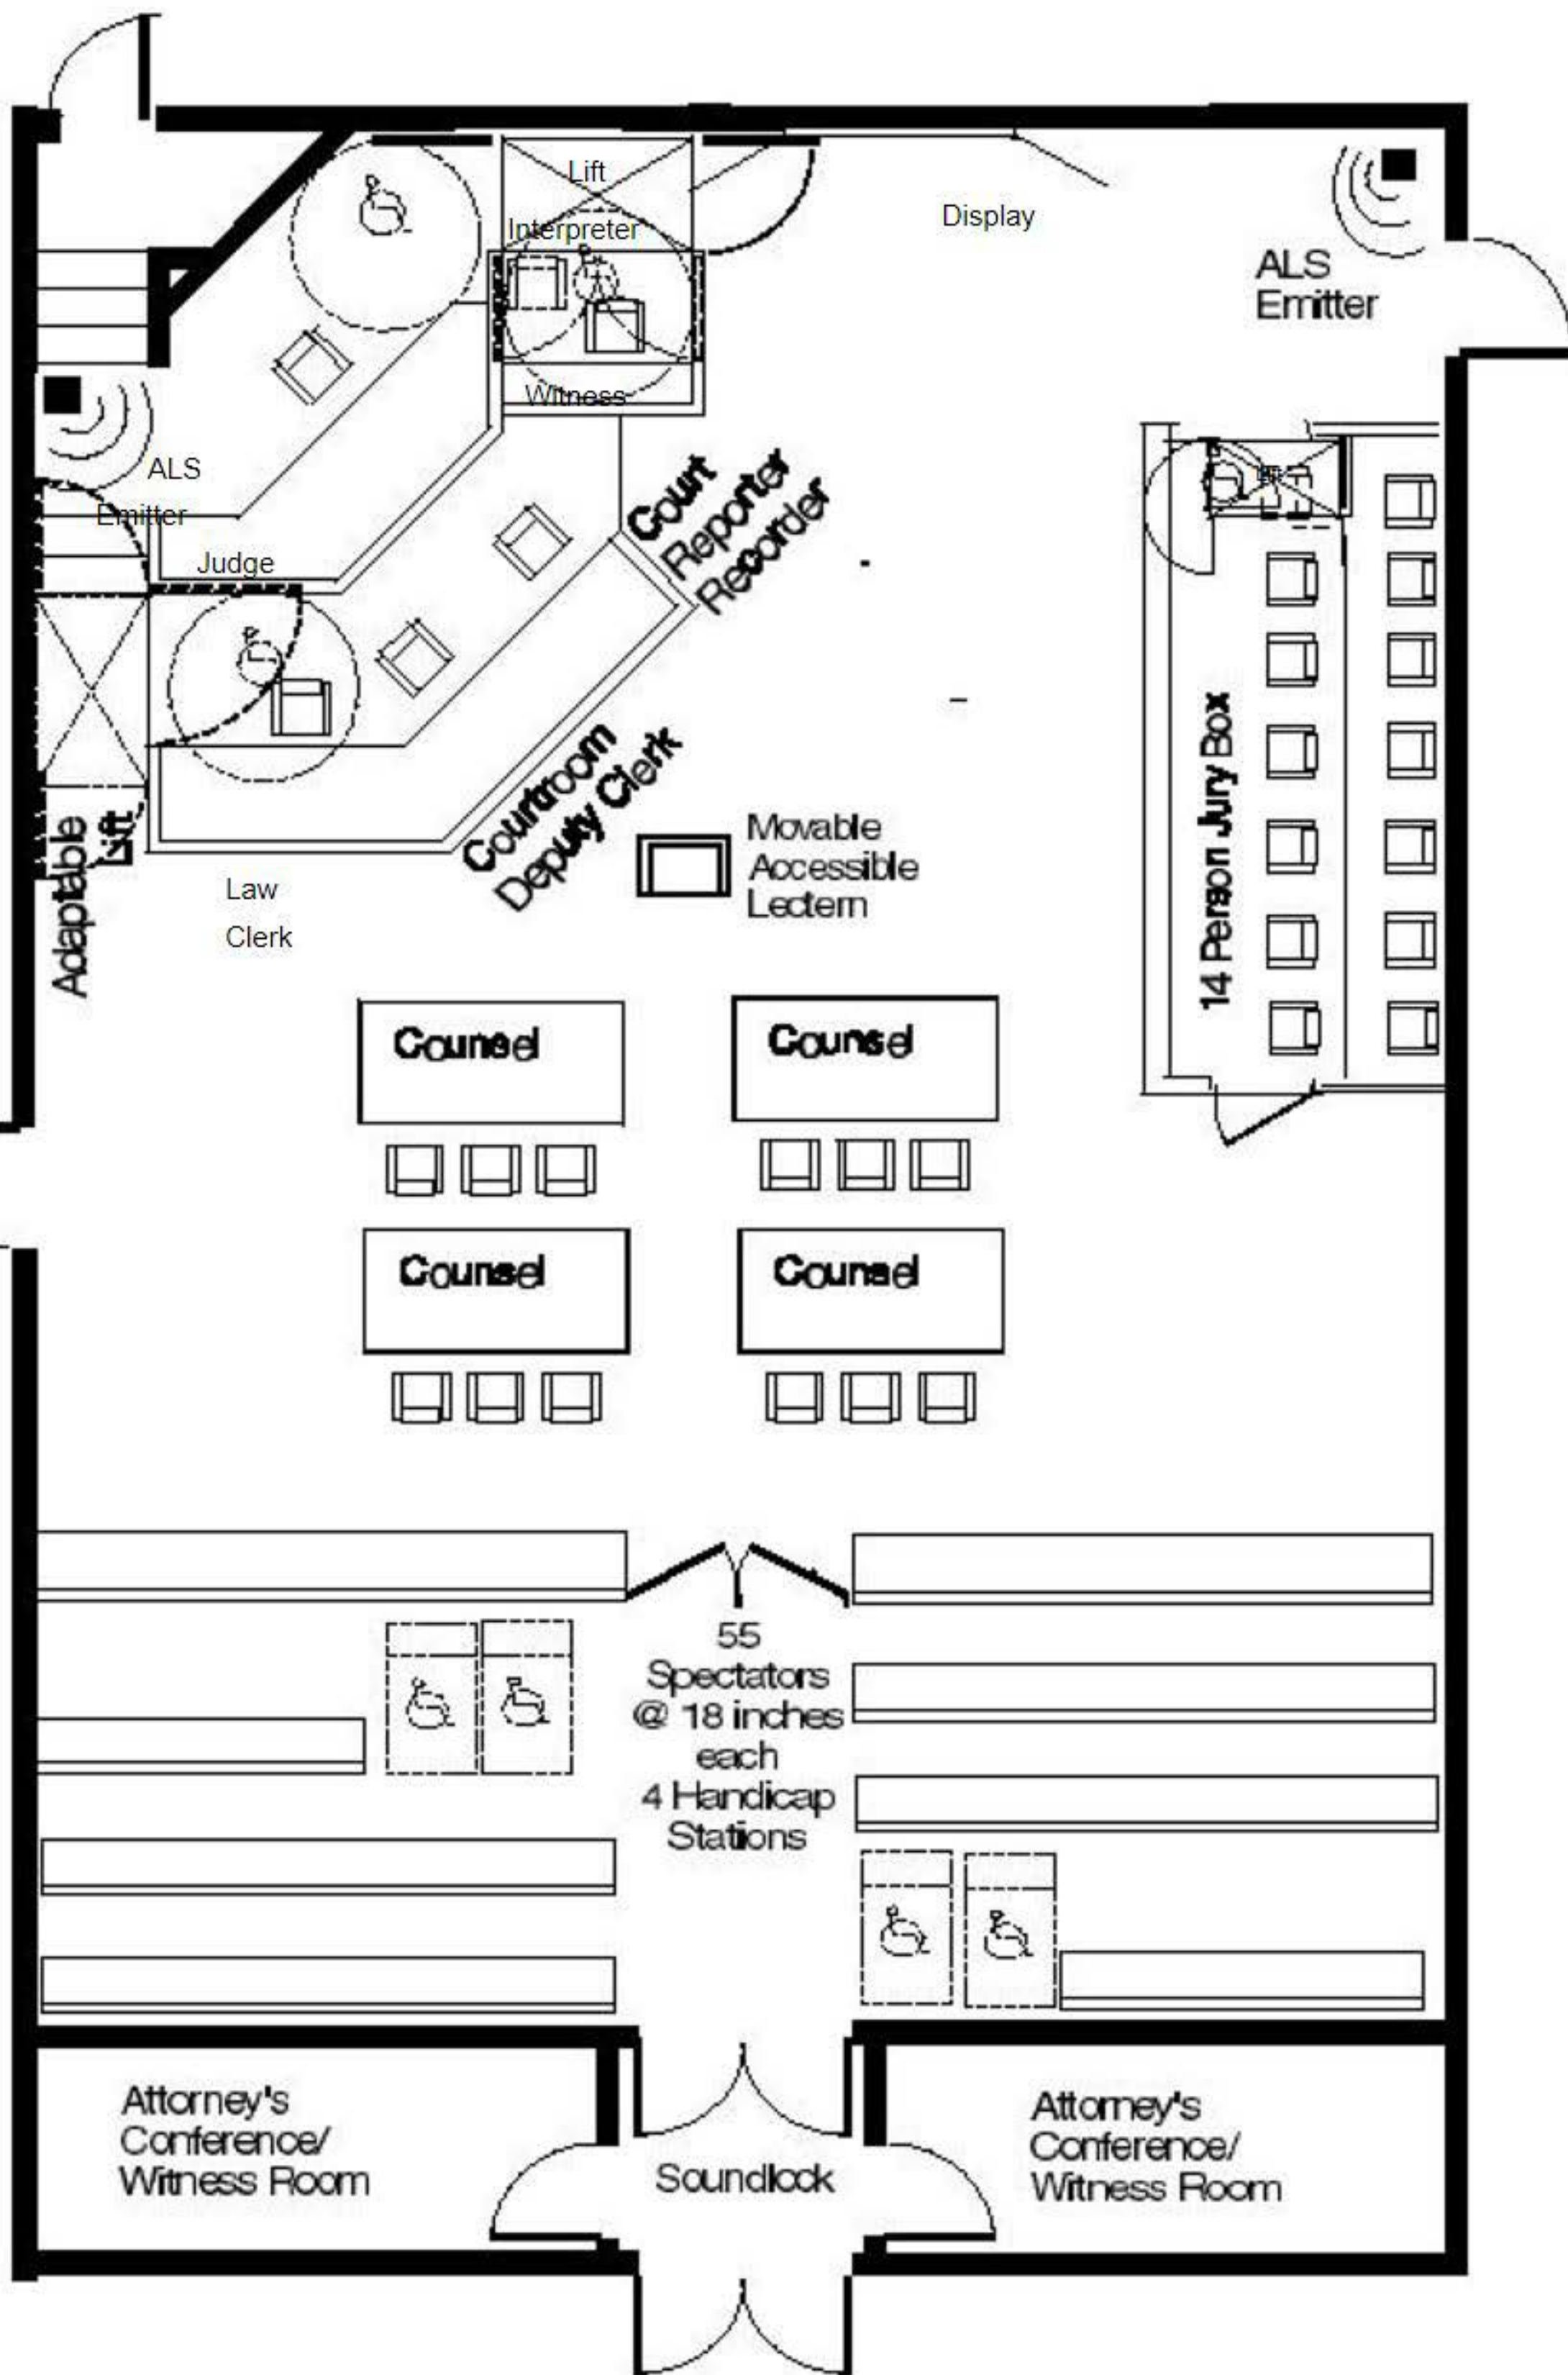 Lift
Interpreter
Display
ALS
Emitter
Witness
ALS
Emitter
Court
Reporter
Recorder
Judge
14 Person Jury Box
Courtroom
Deputy Clerk
Adaptable
Lift
Movable
Accessible
Lectern
Law
Clerk
Counsel
Counsel
Counsel
Counsel
55
Spectators
@ 18 inches
each
4 Handicap
Stations
Attorney's
Conference/
Witness Room
Soundlock
Attorney's
Conference/
Witness Room